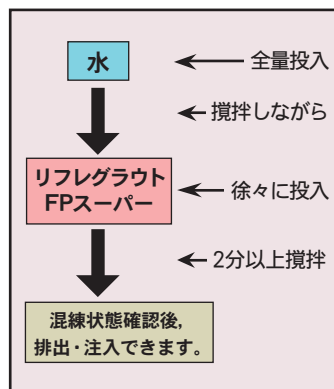 水
全量投入
撹拌しながら
リフレグラウト
FPスーパー
徐々に投入
2分以上撹拌
混練状態確認後,
排出・注入できます。